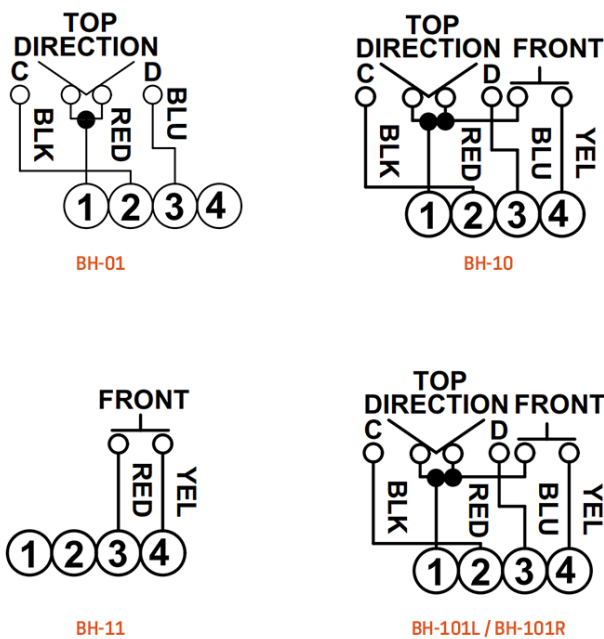 TOP
DIRECTION
C D
BLK RED BLU
1 2 3 4
BH-01
TOP
DIRECTION FRONT
C D
BLK RED BLU YEL
1 2 3 4
BH-10
FRONT
RED YEL
1 2 3 4
BH-11
TOP
DIRECTION FRONT
C D
BLK RED BLU YEL
1 2 3 4
BH-101L / BH-101R